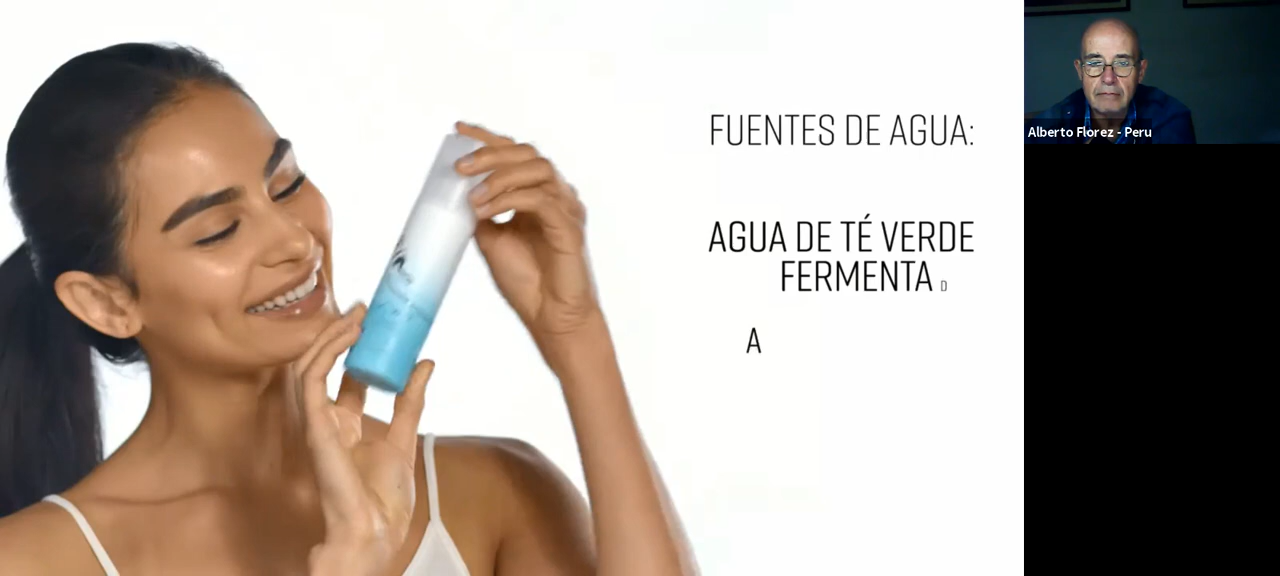 FUENTES DE AGUA:
AGUA DE TÉ VERDE
FERMENTA D
A
Alberto Florez - Peru